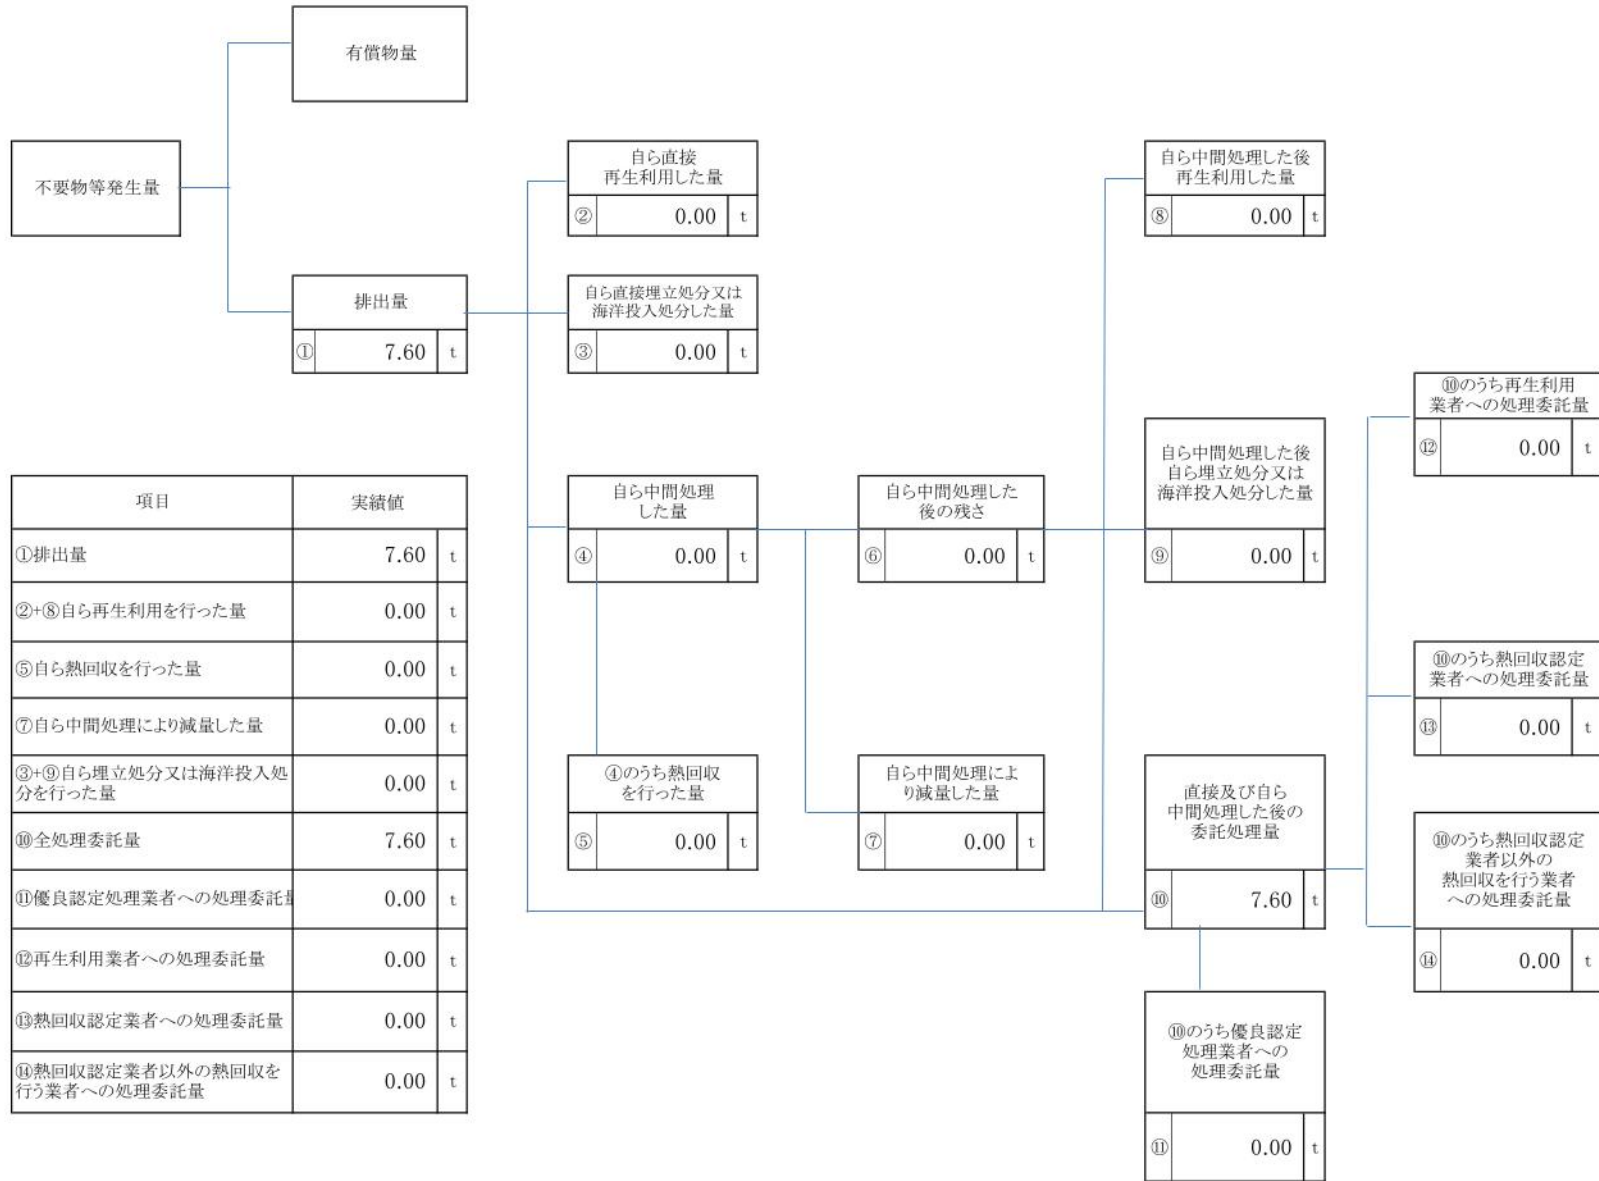 有償物量
不要物等発生量
排出量
① 7.60 t
自ら直接
再生利用した量
② 0.00 t
自ら直接埋立処分又は
海洋投入処分した量
③ 0.00 t
自ら中間処理
した量
④ 0.00 t
④のうち熱回収
を行った量
⑤ 0.00 t
自ら中間処理した
後の残さ
⑥ 0.00 t
自ら中間処理によ
り減量した量
⑦ 0.00 t
自ら中間処理した後
再生利用した量
⑧ 0.00 t
自ら中間処理した後
自ら埋立処分又は
海洋投入処分した量
⑨ 0.00 t
直接及び自ら
中間処理した後の
委託処理量
⑩ 7.60 t
⑩のうち優良認定
処理業者への
処理委託量
⑪ 0.00 t
⑩のうち再生利用
業者への処理委託量
⑫ 0.00 t
⑩のうち熱回収認定
業者への処理委託量
⑬ 0.00 t
⑩のうち熱回収認定
業者以外の
熱回収を行う業者
への処理委託量
⑭ 0.00 t
項目 実績値
①排出量 7.60 t
②+⑧自ら再生利用を行った量 0.00 t
⑤自ら熱回収を行った量 0.00 t
⑦自ら中間処理により減量した量 0.00 t
③+⑨自ら埋立処分又は海洋投入処
分を行った量 0.00 t
⑩全処理委託量 7.60 t
⑪優良認定処理業者への処理委託量 0.00 t
⑫再生利用業者への処理委託量 0.00 t
⑬熱回収認定業者への処理委託量 0.00 t
⑭熱回収認定業者以外の熱回収を
行う業者への処理委託量 0.00 t